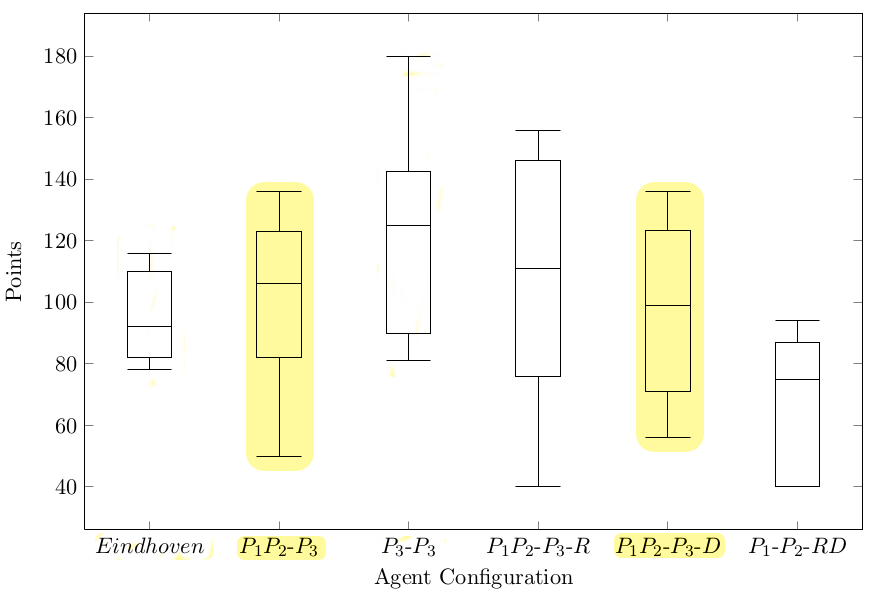 180
160
140
120
100
80
60
40
Points
Eindhoven P₁P₂-P₃ P₃-P₃ P₁P₂-P₃-R P₁P₂-P₃-D P₁-P₂-RD
Agent Configuration